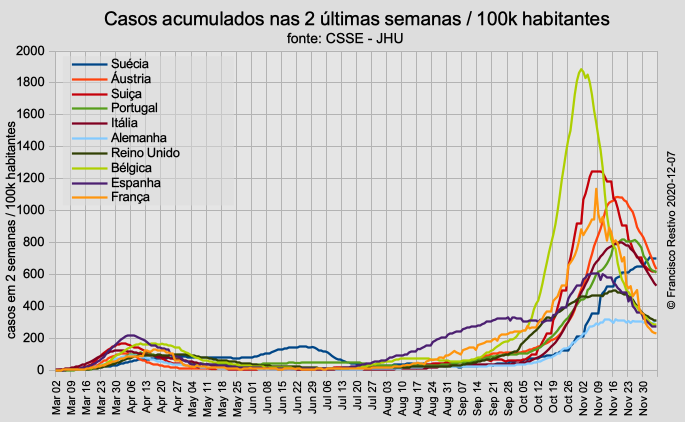 Casos acumulados nas 2 últimas semanas / 100k habitantes
fonte: CSSE - JHU
casos em 2 semanas / 100k habitantes
2000
1800
1600
1400
1200
1000
800
600
400
200
0
Suécia
Áustria
Suiça
Portugal
Itália
Alemanha
Reino Unido
Bélgica
Espanha
França
Mar 02
Mar 09
Mar 16
Mar 23
Mar 30
Apr 06
Apr 13
Apr 20
Apr 27
May 04
May 11
May 18
May 25
Jun 01
Jun 08
Jun 15
Jun 22
Jun 29
Jul 06
Jul 13
Jul 20
Jul 27
Aug 03
Aug 10
Aug 17
Aug 24
Aug 31
Sep 07
Sep 14
Sep 21
Sep 28
Oct 05
Oct 12
Oct 19
Oct 26
Nov 02
Nov 09
Nov 16
Nov 23
Nov 30
© Francisco Restivo 2020-12-07